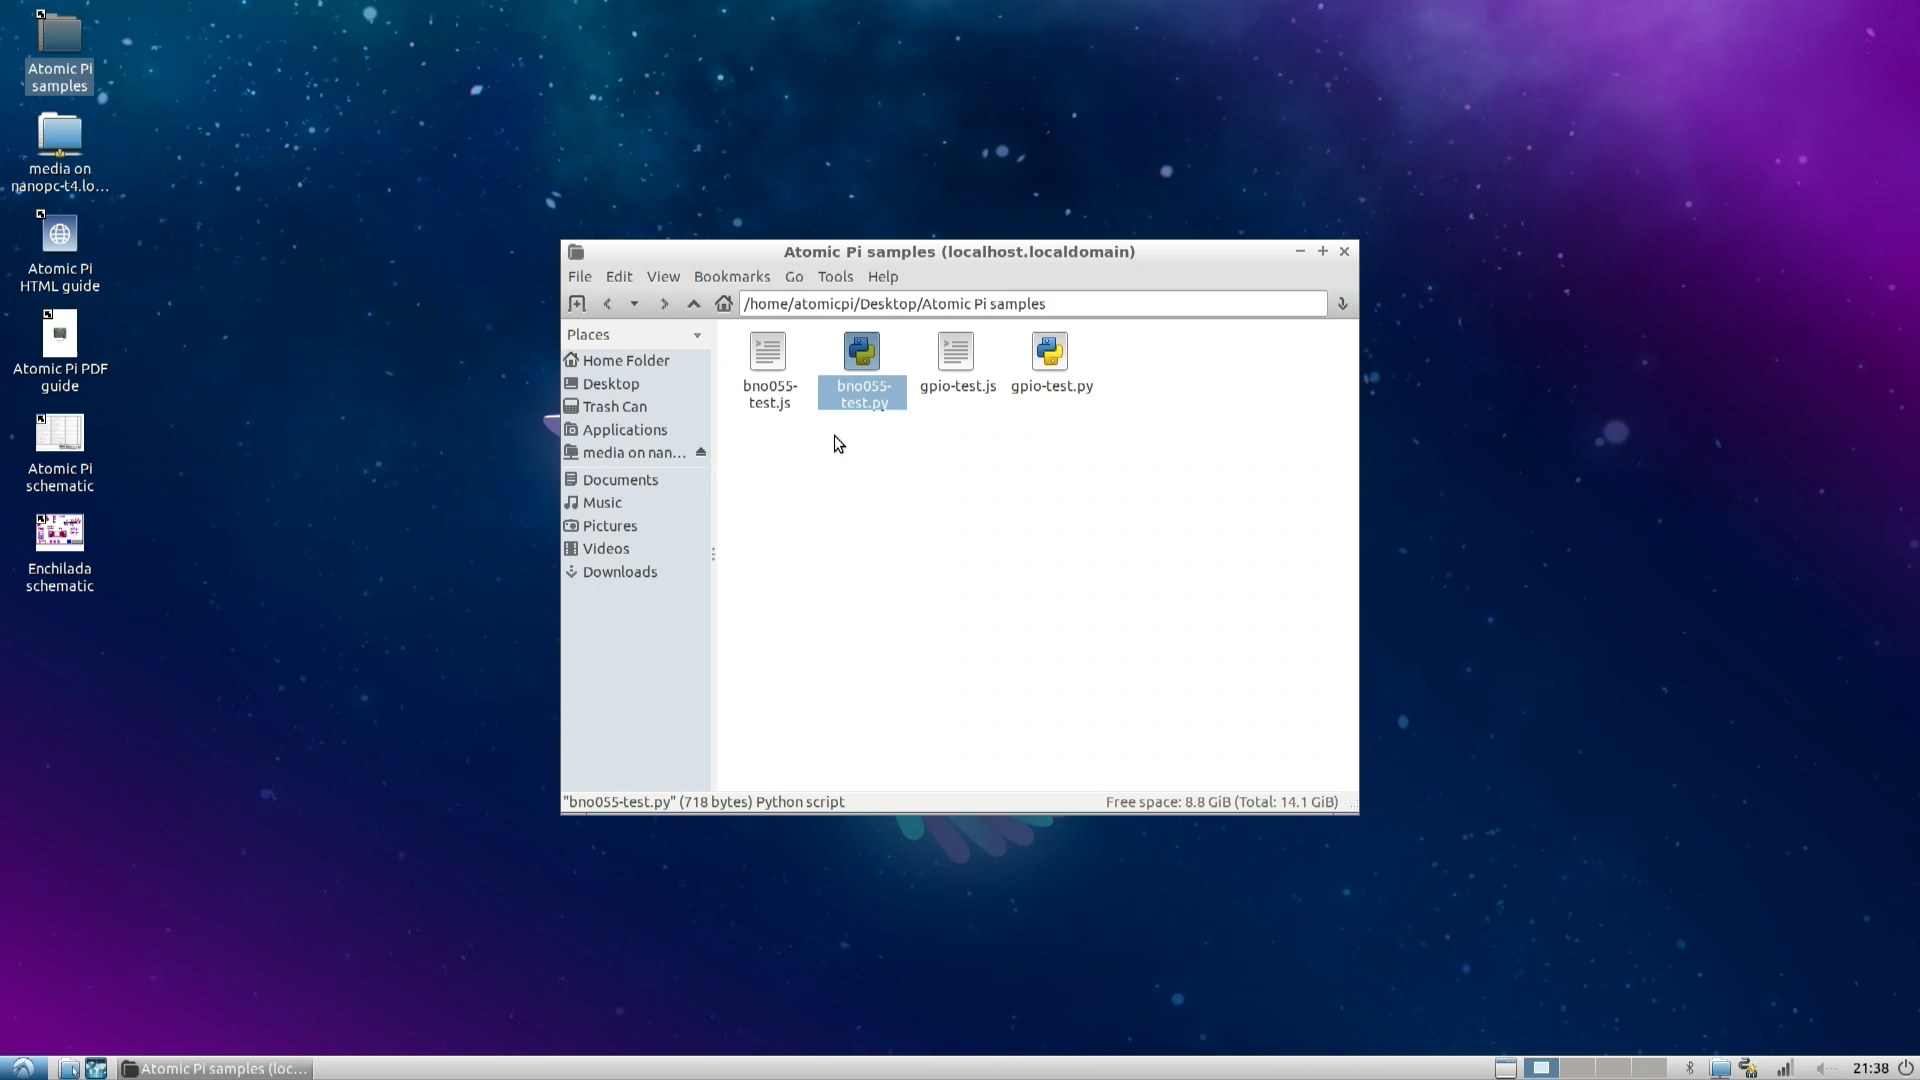 Atomic Pi
samples
media on
nanopc-t4.lo...
Atomic Pi
HTML guide
Atomic Pi PDF
guide
Atomic Pi
schematic
Enchilada
schematic
Atomic Pi samples (localhost.localdomain)
File Edit View Bookmarks Go Tools Help
/home/atomicpi/Desktop/Atomic Pi samples
Places
Home Folder
Desktop
Trash Can
Applications
media on nan...
Documents
Music
Pictures
Videos
Downloads
bno055-
test.js
bno055-
test.py
gpio-test.js
gpio-test.py
"bno055-test.py" (718 bytes) Python script
Free space: 8.8 GiB (Total: 14.1 GiB)
Atomic Pi samples (loc...
21:38